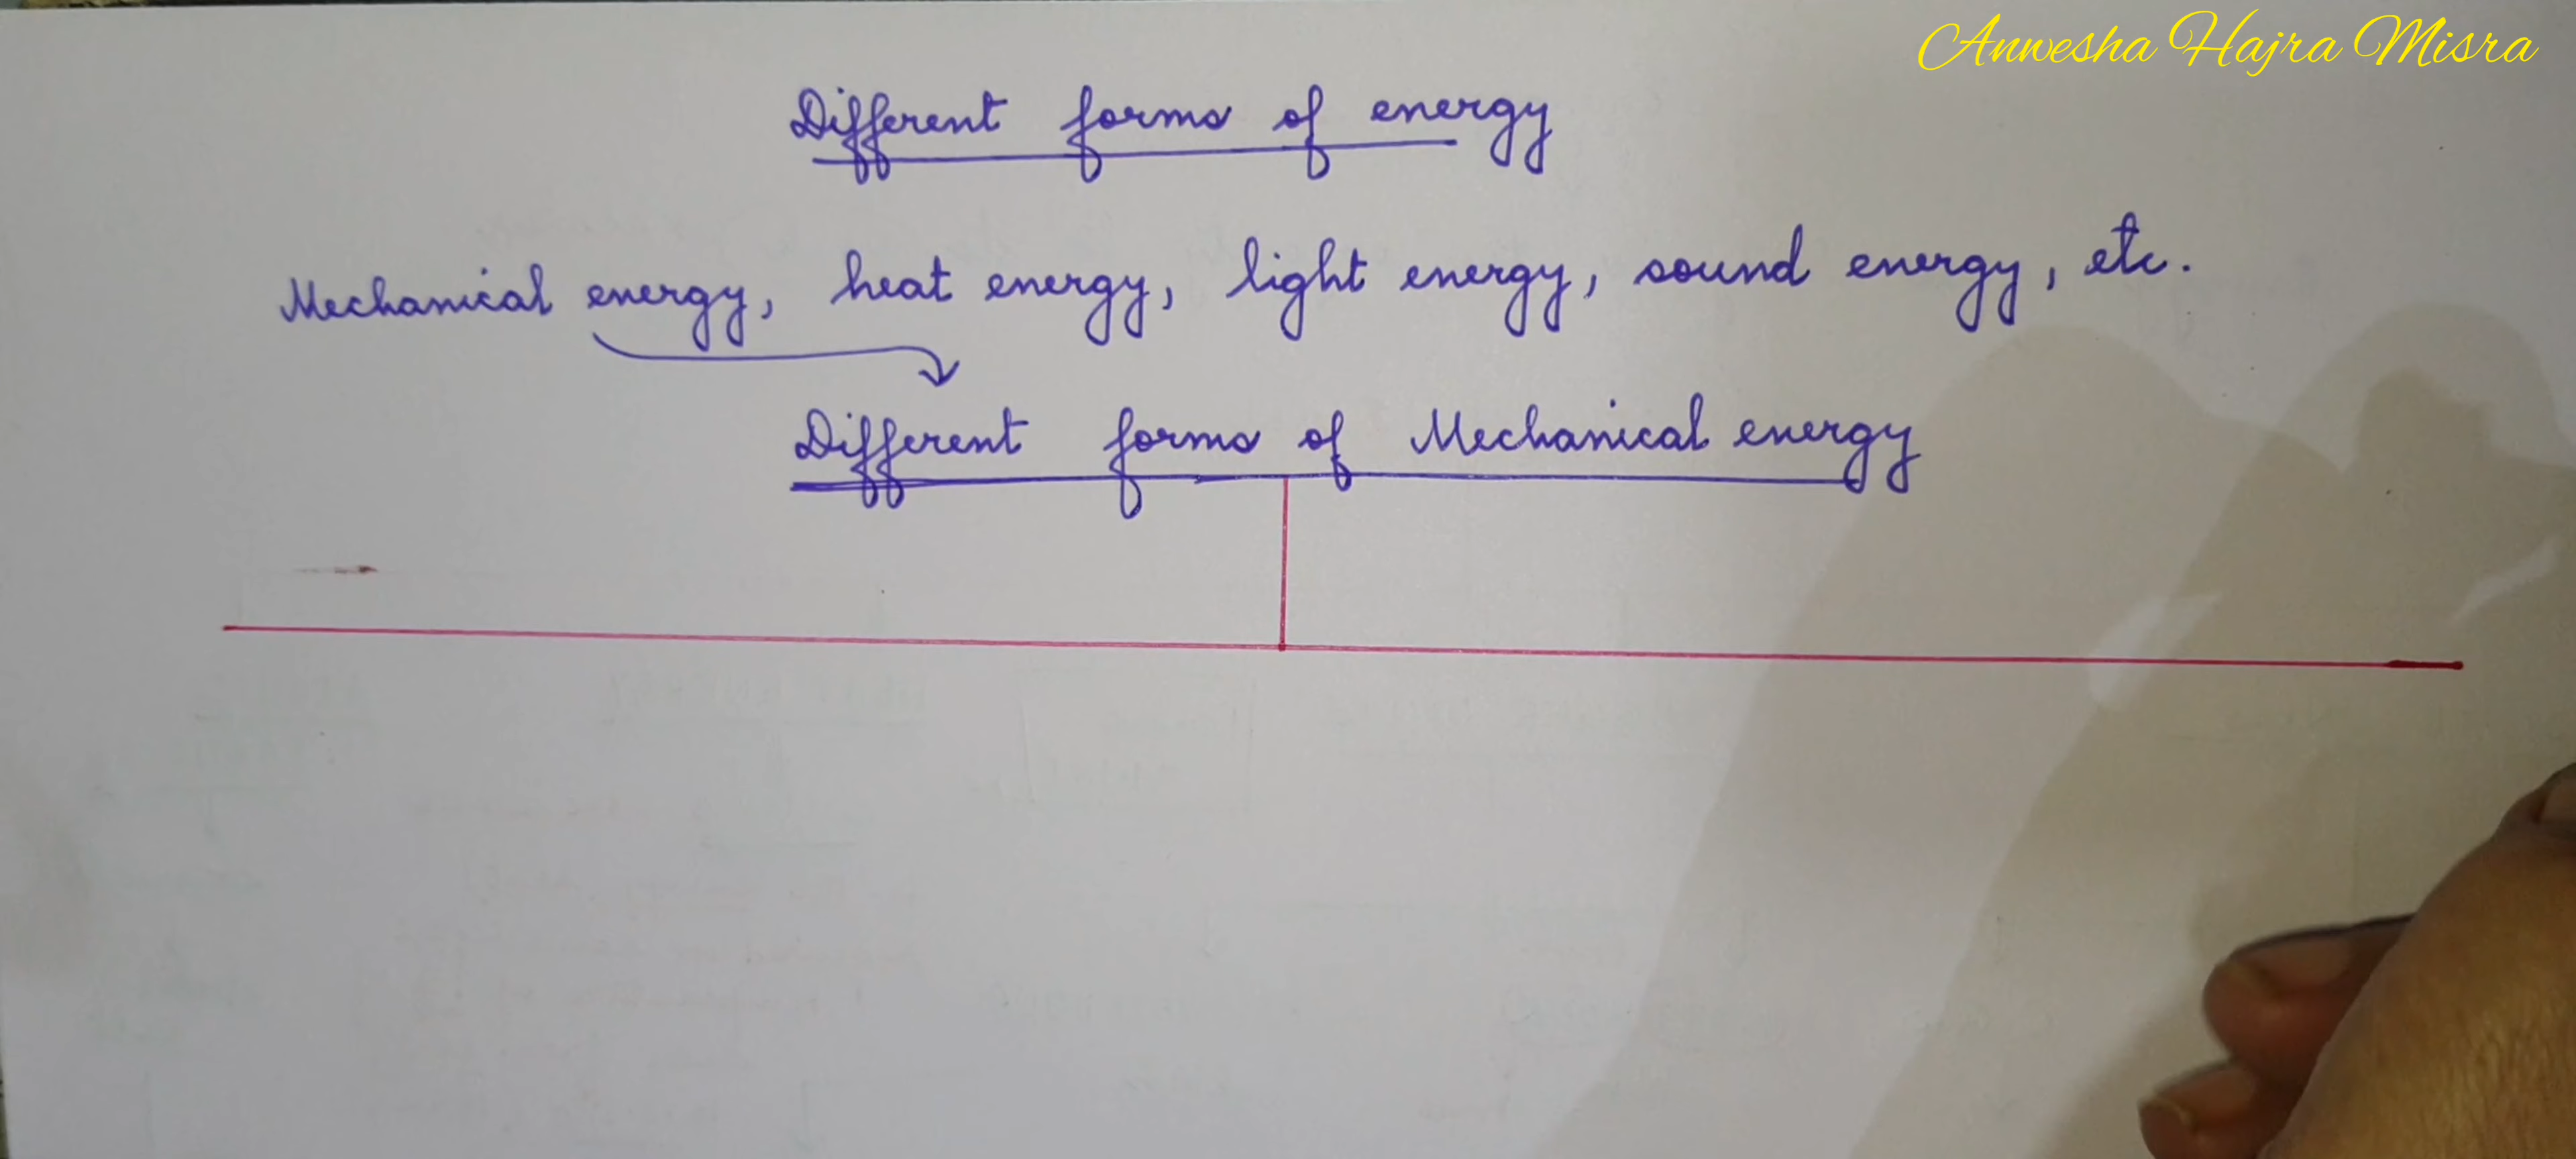 Anwesha Hajra Misra
Different forms of energy
Mechanical energy, heat energy, light energy, sound energy, etc.
Different forms of Mechanical energy